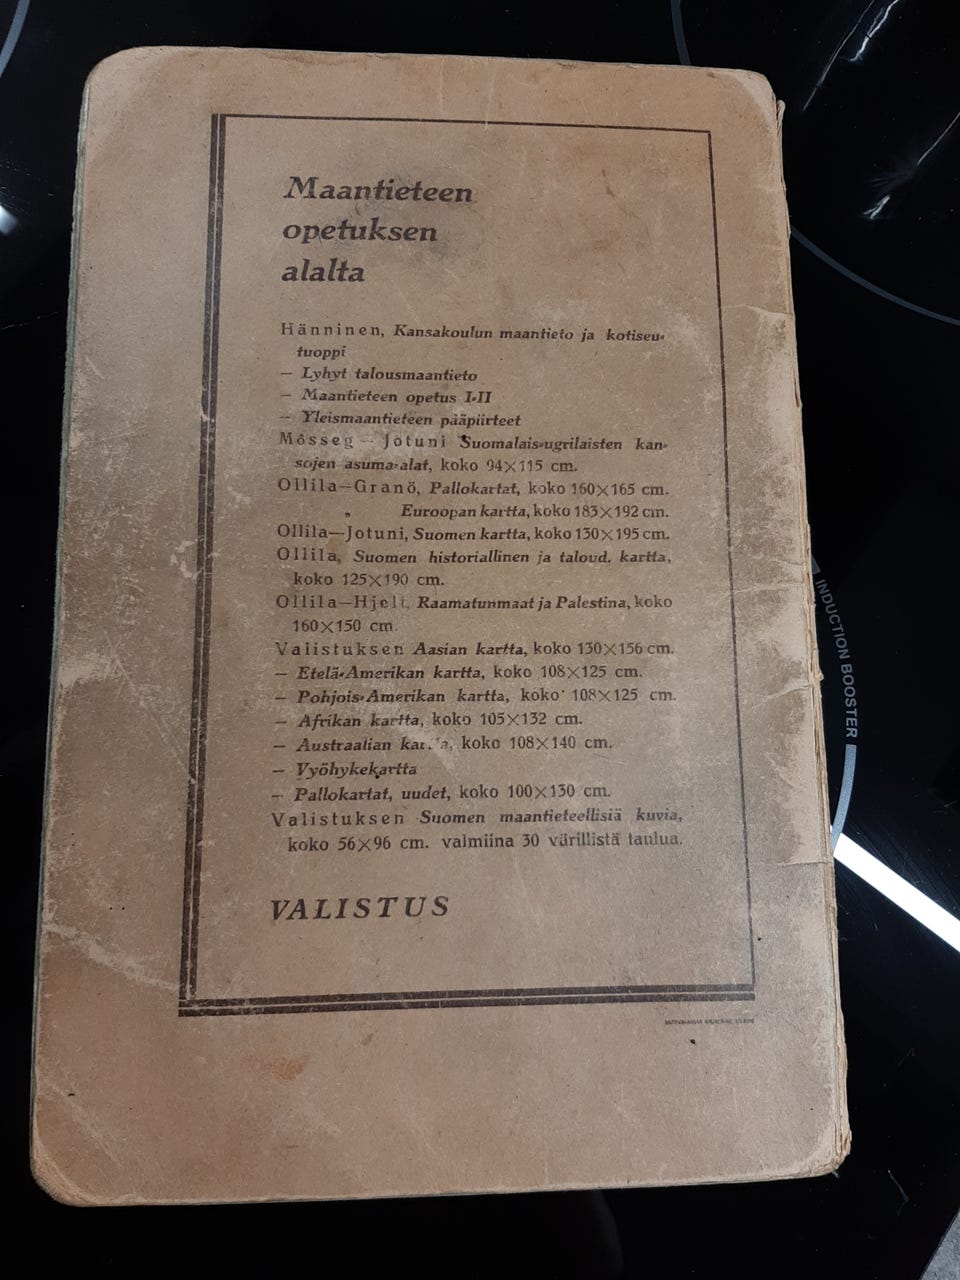 Maantieteen
opetuksen
alalta
Hänninen, Kansakoulun maantieto ja kotiseu-
tuoppi
— Lyhyt talousmaantieto
— Maantieteen opetus I-II
— Yleismaantieteen pääpiirteet
Mösseg — Jotuni Suomalais-ugrilaisten kan-
sojen asuma-alat, koko 94×115 cm.
Ollila—Granö, Pallokartat, koko 160×165 cm.
„ Euroopan kartta, koko 183×192 cm.
Ollila—Jotuni, Suomen kartta, koko 130×195 cm.
Ollila, Suomen historiallinen ja taloud. kartta,
koko 125×190 cm.
Ollila—Hjelt, Raamatunmaat ja Palestina, koko
160×150 cm.
Valistuksen Aasian kartta, koko 130×156 cm.
— Etelä-Amerikan kartta, koko 108×125 cm.
— Pohjois-Amerikan kartta, koko 108×125 cm.
— Afrikan kartta, koko 105×132 cm.
— Australian kartta, koko 108×140 cm.
— Vyöhykekartta
— Pallokartat, uudet, koko 100×130 cm.
Valistuksen Suomen maantieteellisiä kuvia,
koko 56×96 cm. valmiina 30 värillistä taulua.
VALISTUS
INDUCTION BOOSTER